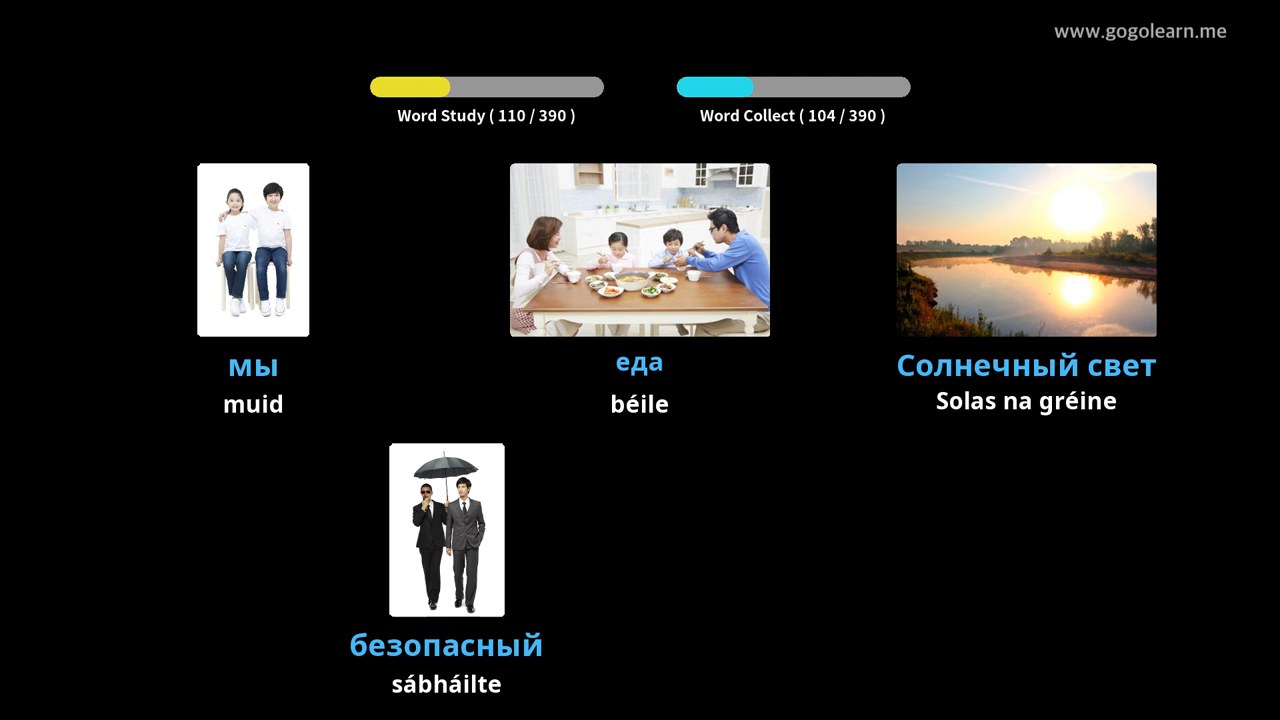 www.gogolearn.me
Word Study ( 110 / 390 )
Word Collect ( 104 / 390 )
мы
muid
еда
béile
Солнечный свет
Solas na gréine
безопасный
sábháilte